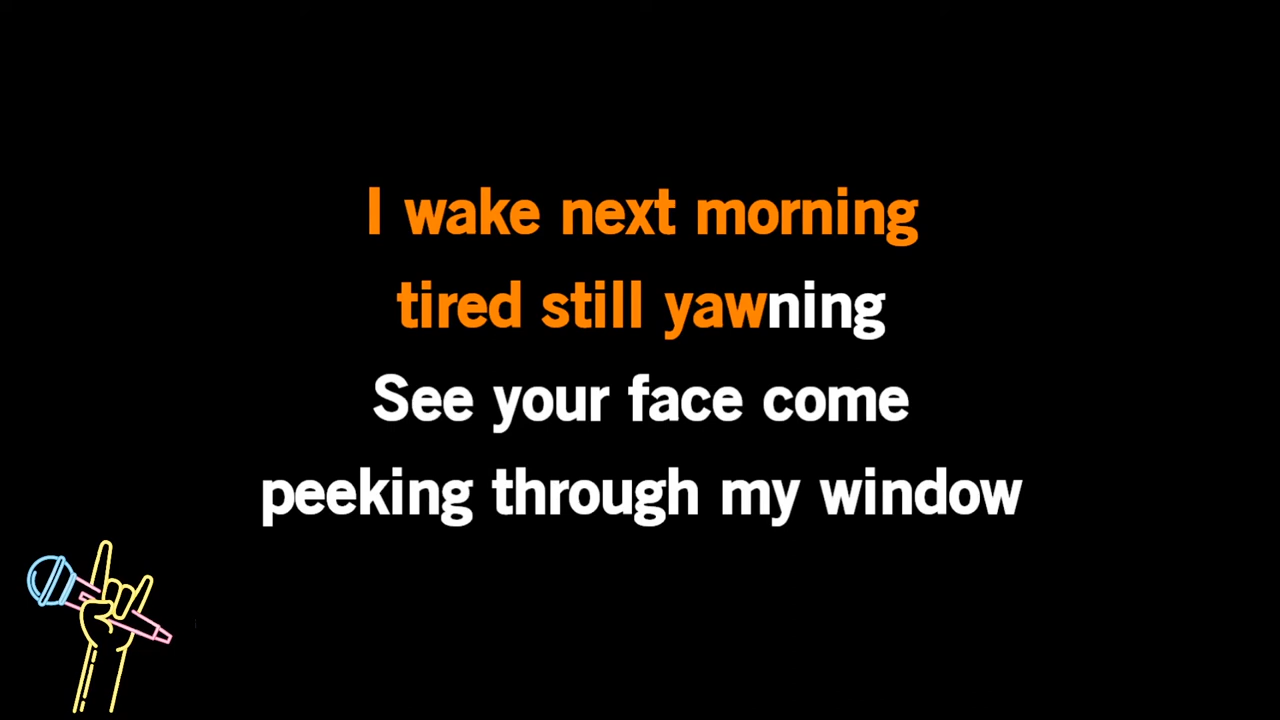 I wake next morning
tired still yawning
See your face come
peeking through my window